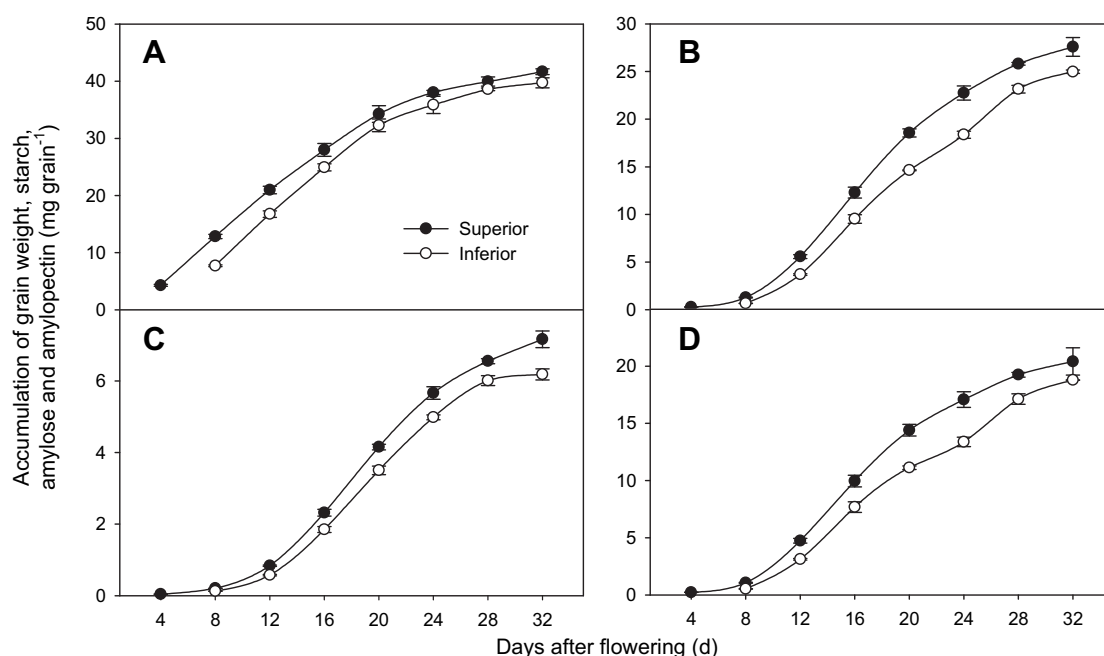 Accumulation of grain weight, starch,
amylose and amylopectin (mg grain⁻¹)
A
50
40
30
20
10
0
Superior
Inferior
B
30
25
20
15
10
5
0
C
6
4
2
0
4 8 12 16 20 24 28 32
D
20
15
10
5
0
4 8 12 16 20 24 28 32
Days after flowering (d)